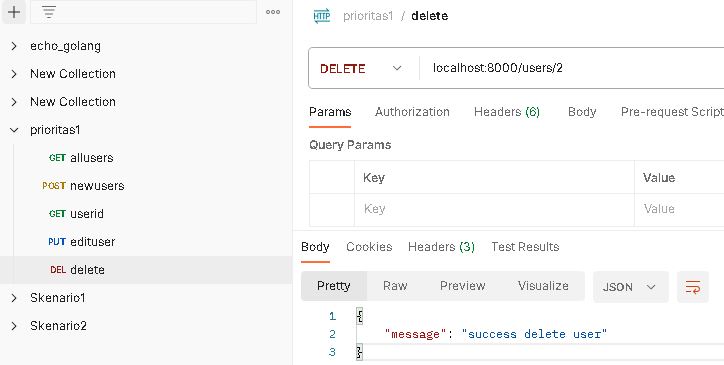 echo_golang
New Collection
New Collection
prioritas1
GET allusers
POST newusers
GET userid
PUT edituser
DEL delete
Skenario1
Skenario2
HTTP prioritas1 / delete
DELETE localhost:8000/users/2
Params Authorization Headers (6) Body Pre-request Script
Query Params
Key Value
Key Value
Body Cookies Headers (3) Test Results
Pretty Raw Preview Visualize JSON
1 {
2 "message": "success delete user"
3 }